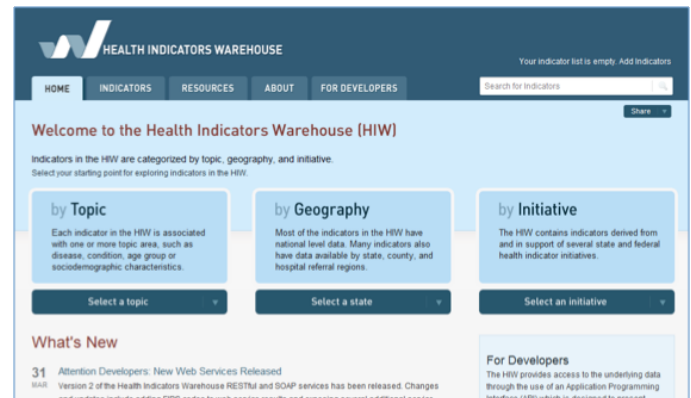 HEALTH INDICATORS WAREHOUSE
Your indicator list is empty. Add Indicators
HOME INDICATORS RESOURCES ABOUT FOR DEVELOPERS
Search for Indicators
Share
Welcome to the Health Indicators Warehouse (HIW)
Indicators in the HIW are categorized by topic, geography, and initiative.
Select your starting point for exploring indicators in the HIW.
by Topic
Each indicator in the HIW is associated
with one or more topic area, such as
disease, condition, age group or
sociodemographic characteristics.
Select a topic
by Geography
Most of the indicators in the HIW have
national level data. Many indicators also
have data available by state, county, and
hospital referral regions.
Select a state
by Initiative
The HIW contains indicators derived from
and in support of several state and federal
health indicator initiatives.
Select an initiative
What's New
31
MAR
Attention Developers: New Web Services Released
Version 2 of the Health Indicators Warehouse RESTful and SOAP services has been released. Changes
For Developers
The HIW provides access to the underlying data
through the use of an Application Programming